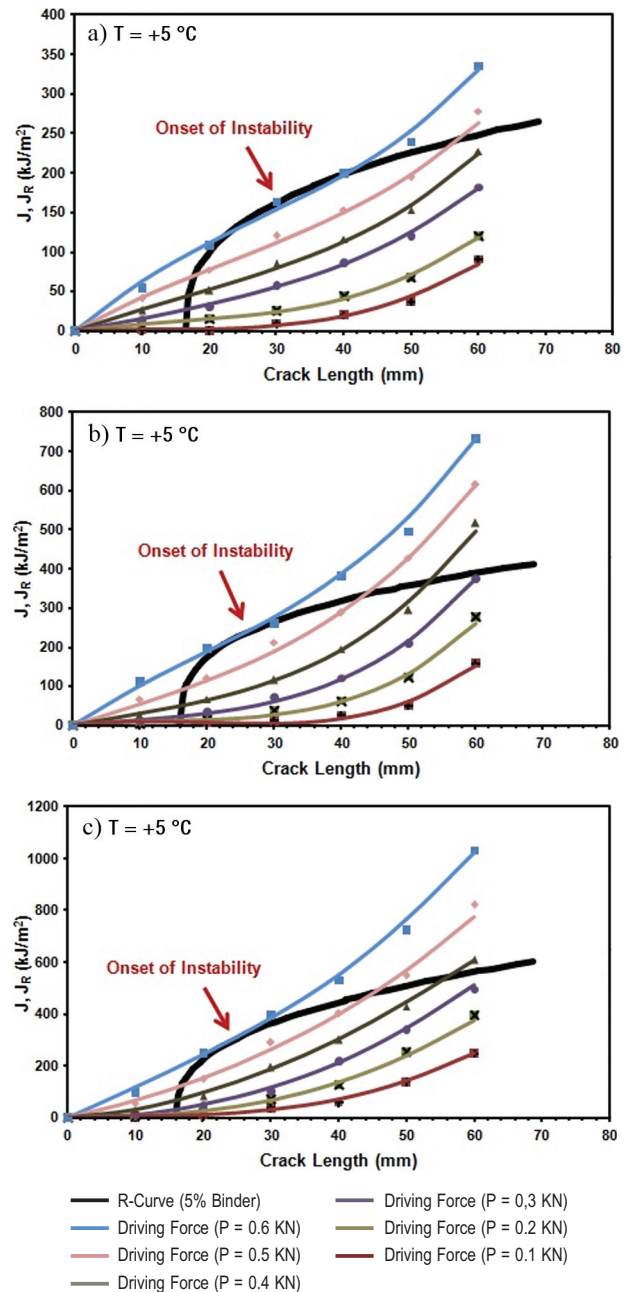 400
a) T = +5 °C
350
300
Onset of Instability
250
200
150
100
50
0
J, JR (kJ/m²)
0 10 20 30 40 50 60 70 80
Crack Length (mm)
800
b) T = +5 °C
700
600
500
Onset of Instability
400
300
200
100
0
J, JR (kJ/m²)
0 10 20 30 40 50 60 70 80
Crack Length (mm)
1200
c) T = +5 °C
1000
800
Onset of Instability
600
400
200
0
J, JR (kJ/m²)
0 10 20 30 40 50 60 70 80
Crack Length (mm)
R-Curve (5% Binder)
Driving Force (P = 0.6 KN)
Driving Force (P = 0.5 KN)
Driving Force (P = 0.4 KN)
Driving Force (P = 0,3 KN)
Driving Force (P = 0.2 KN)
Driving Force (P = 0.1 KN)